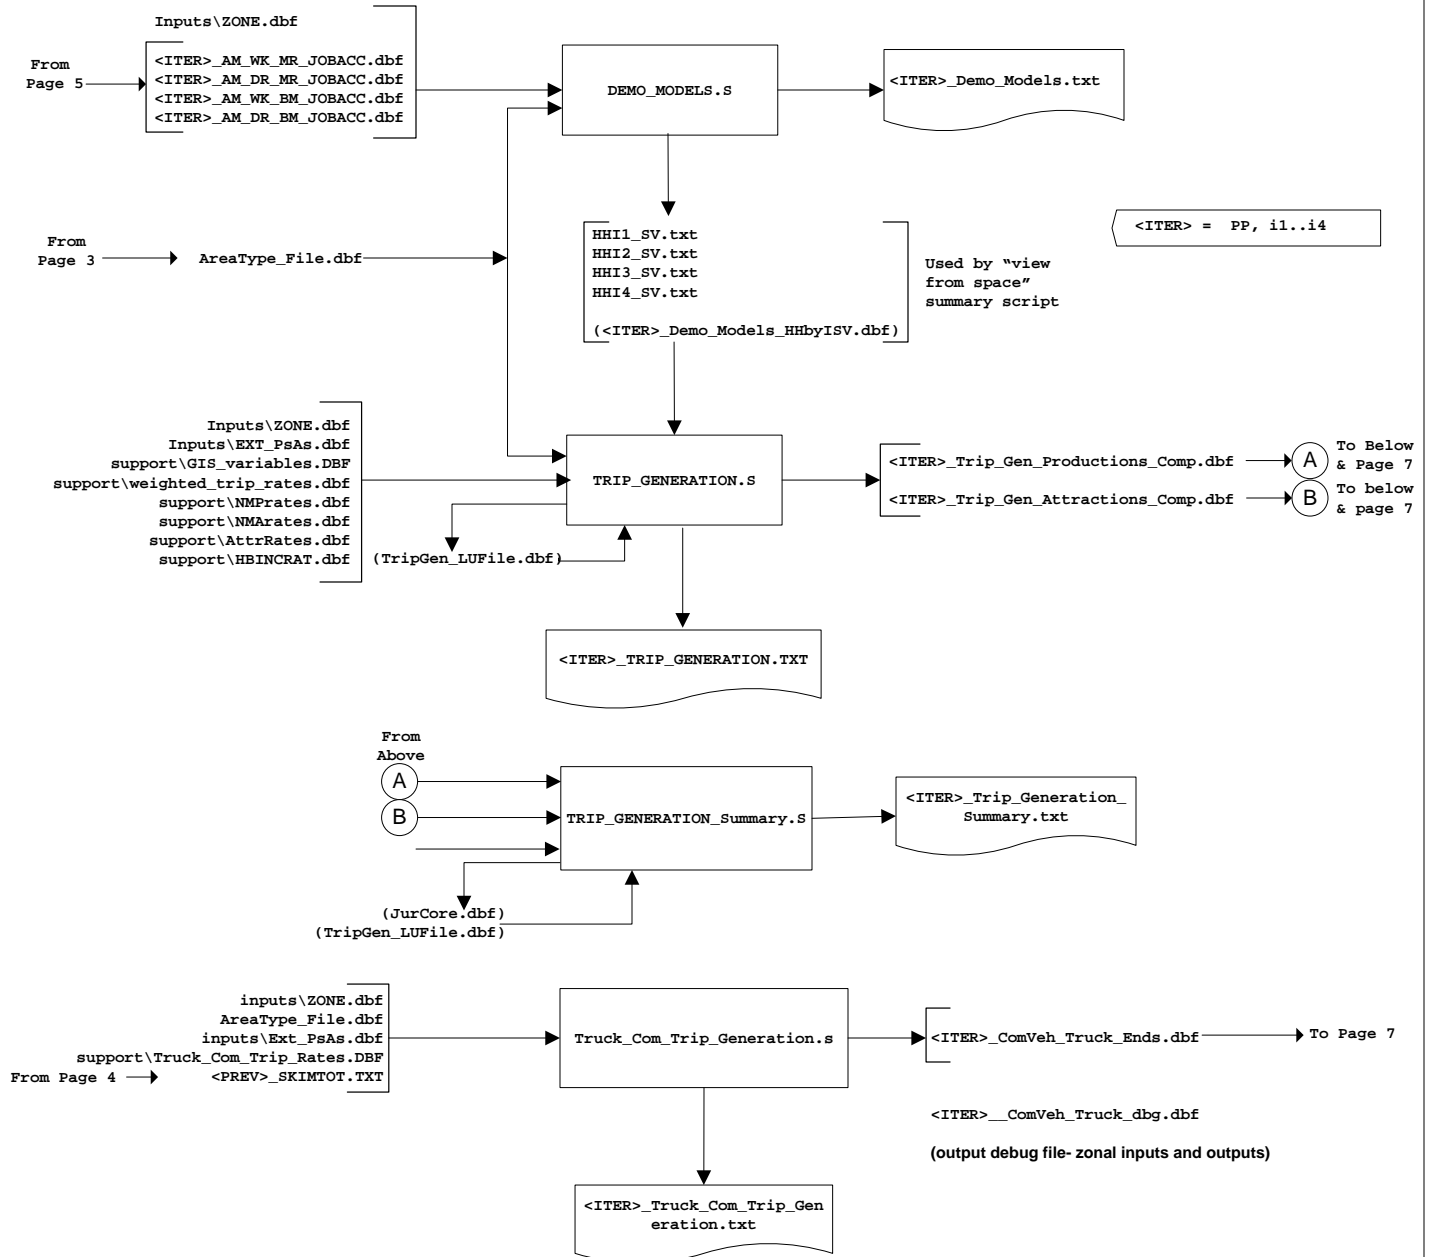 Inputs\ZONE.dbf
From
Page 5
<ITER>_AM_WK_MR_JOBACC.dbf
<ITER>_AM_DR_MR_JOBACC.dbf
<ITER>_AM_WK_BM_JOBACC.dbf
<ITER>_AM_DR_BM_JOBACC.dbf
DEMO_MODELS.S
<ITER>_Demo_Models.txt
<ITER> =  PP, i1..i4
From
Page 3
AreaType_File.dbf
HHI1_SV.txt
HHI2_SV.txt
HHI3_SV.txt
HHI4_SV.txt
(<ITER>_Demo_Models_HHbyISV.dbf)
Used by “view
from space”
summary script
Inputs\ZONE.dbf
Inputs\EXT_PsAs.dbf
support\GIS_variables.DBF
support\weighted_trip_rates.dbf
support\NMPrates.dbf
support\NMArates.dbf
support\AttrRates.dbf
support\HBINCRAT.dbf
(TripGen_LUFile.dbf)
TRIP_GENERATION.S
<ITER>_Trip_Gen_Productions_Comp.dbf
A
To Below
& Page 7
<ITER>_Trip_Gen_Attractions_Comp.dbf
B
To below
& page 7
<ITER>_TRIP_GENERATION.TXT
From
Above
A
B
TRIP_GENERATION_Summary.S
<ITER>_Trip_Generation_
Summary.txt
(JurCore.dbf)
(TripGen_LUFile.dbf)
inputs\ZONE.dbf
AreaType_File.dbf
inputs\Ext_PsAs.dbf
support\Truck_Com_Trip_Rates.DBF
From Page 4
<PREV>_SKIMTOT.TXT
Truck_Com_Trip_Generation.s
<ITER>_ComVeh_Truck_Ends.dbf
To Page 7
<ITER>__ComVeh_Truck_dbg.dbf
(output debug file- zonal inputs and outputs)
<ITER>_Truck_Com_Trip_Gen
eration.txt